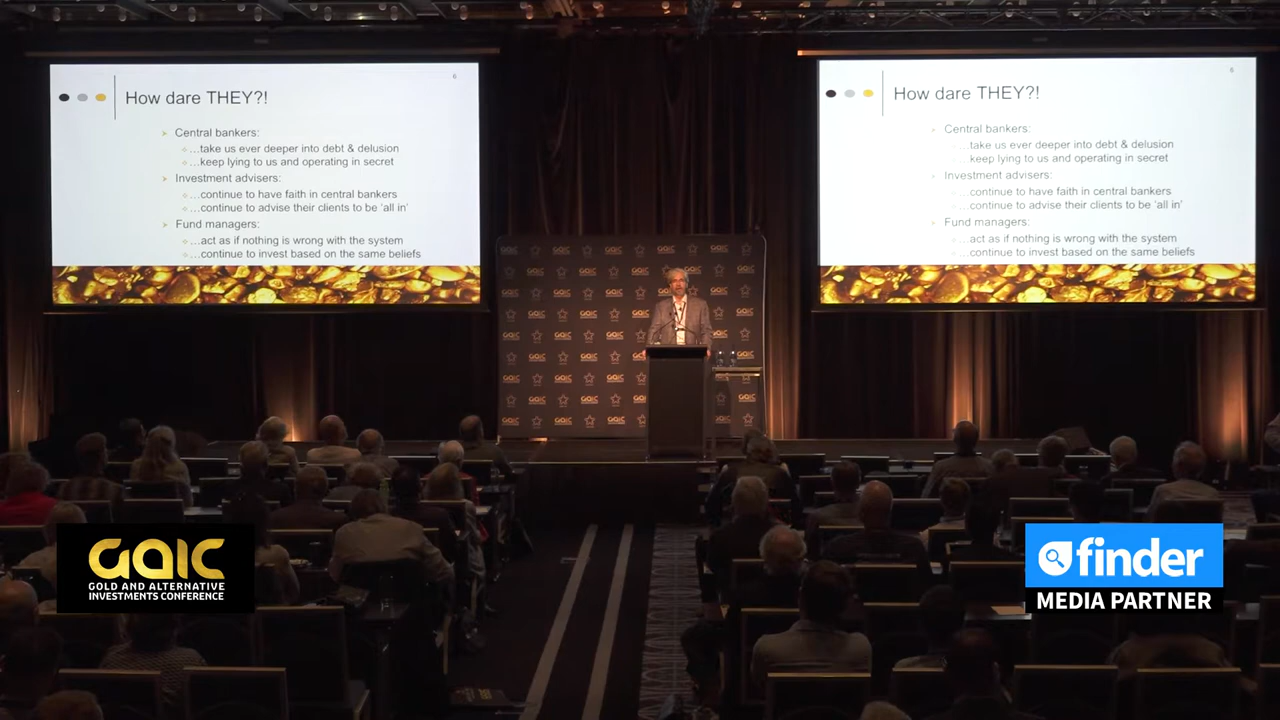 6
How dare THEY?!
Central bankers:
…take us ever deeper into debt & delusion
…keep lying to us and operating in secret
Investment advisers:
…continue to have faith in central bankers
…continue to advise their clients to be ‘all in’
Fund managers:
…act as if nothing is wrong with the system
…continue to invest based on the same beliefs
6
How dare THEY?!
Central bankers:
…take us ever deeper into debt & delusion
…keep lying to us and operating in secret
Investment advisers:
…continue to have faith in central bankers
…continue to advise their clients to be ‘all in’
Fund managers:
…act as if nothing is wrong with the system
…continue to invest based on the same beliefs
GAIC
GOLD AND ALTERNATIVE
INVESTMENTS CONFERENCE
finder
MEDIA PARTNER